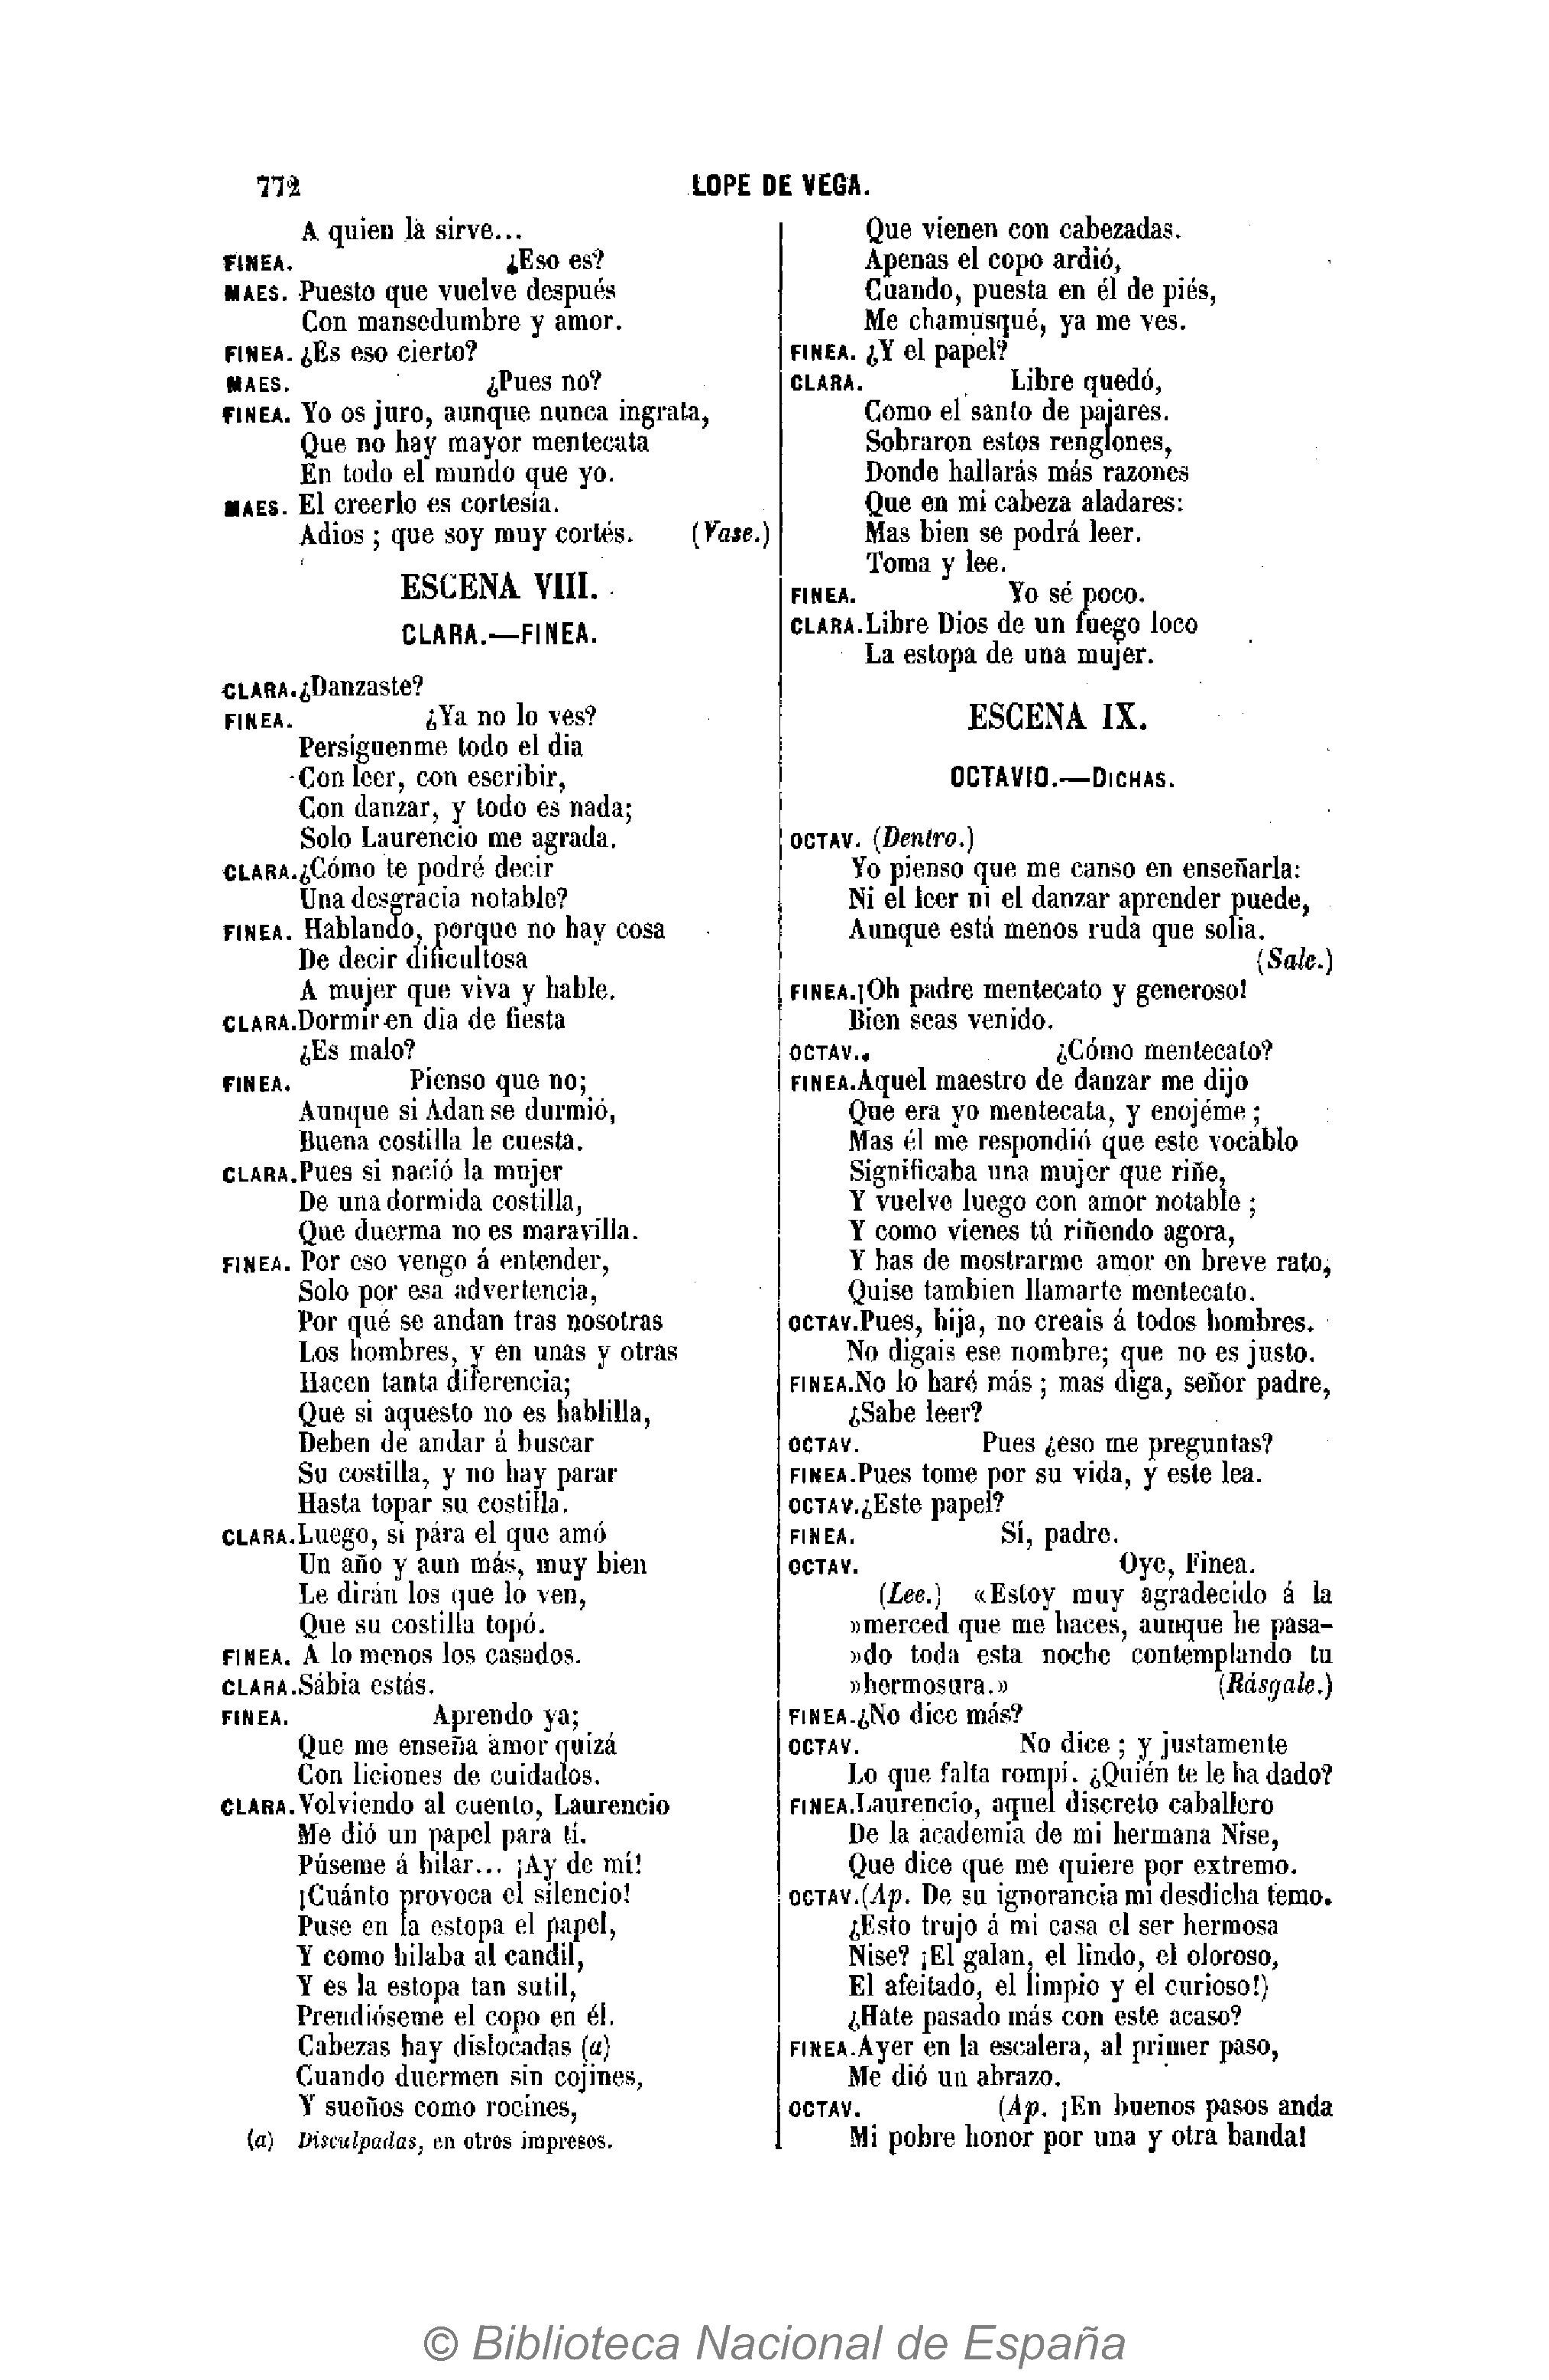 772
LOPE DE VEGA.
A quien la sirve...
FINEA. ¿Eso es?
MAES. Puesto que vuelve después
Con mansedumbre y amor.
FINEA. ¿Es eso cierto?
MAES. ¿Pues no?
FINEA. Yo os juro, aunque nunca ingrata,
Que no hay mayor mentecata
En todo el mundo que yo.
MAES. El creerlo es cortesía.
Adios ; que soy muy cortés. (Vase.)
ESCENA VIII.
CLARA.—FINEA.
CLARA. ¿Danzaste?
FINEA. ¿Ya no lo ves?
Persíguenme todo el dia
Con leer, con escribir,
Con danzar, y todo es nada;
Solo Laurencio me agrada.
CLARA. ¿Cómo te podré decir
Una desgracia notable?
FINEA. Hablando, porque no hay cosa
De decir dificultosa
A mujer que viva y hable.
CLARA. Dormir en dia de fiesta
¿Es malo?
FINEA. Pienso que no;
Aunque si Adan se durmió,
Buena costilla le cuesta.
CLARA. Pues si nació la mujer
De una dormida costilla,
Que duerma no es maravilla.
FINEA. Por eso vengo á entender,
Solo por esa advertencia,
Por qué se andan tras nosotras
Los hombres, y en unas y otras
Hacen tanta diferencia;
Que si aquesto no es hablilla,
Deben de andar á buscar
Su costilla, y no hay parar
Hasta topar su costilla.
CLARA. Luego, si pára el que amó
Un año y aun más, muy bien
Le dirán los que lo ven,
Que su costilla topó.
FINEA. A lo menos los casados.
CLARA. Sábia estás.
FINEA. Aprendo ya;
Que me enseña amor quizá
Con liciones de cuidados.
CLARA. Volviendo al cuento, Laurencio
Me dió un papel para tí.
Púseme á hilar... ¡Ay de mí!
¡Cuánto provoca el silencio!
Puse en la estopa el papel,
Y como hilaba al candil,
Y es la estopa tan sutil,
Prendióseme el copo en él.
Cabezas hay dislocadas (a)
Cuando duermen sin cojines,
Y sueños como rocines,
(a) Disculpadas, en otros impresos.
Que vienen con cabezadas.
Apenas el copo ardió,
Cuando, puesta en él de piés,
Me chamusqué, ya me ves.
FINEA. ¿Y el papel?
CLARA. Libre quedó,
Como el santo de pajares.
Sobraron estos renglones,
Donde hallarás más razones
Que en mi cabeza aladares:
Mas bien se podrá leer.
Toma y lee.
FINEA. Yo sé poco.
CLARA. Libre Dios de un fuego loco
La estopa de una mujer.
ESCENA IX.
OCTAVIO.—DICHAS.
OCTAV. (Dentro.)
Yo pienso que me canso en enseñarla:
Ni el leer ni el danzar aprender puede,
Aunque está menos ruda que solia.
(Sale.)
FINEA. ¡Oh padre mentecato y generoso!
Bien seas venido.
OCTAV.. ¿Cómo mentecato?
FINEA. Aquel maestro de danzar me dijo
Que era yo mentecata, y enojéme ;
Mas él me respondió que este vocablo
Significaba una mujer que riñe,
Y vuelve luego con amor notable ;
Y como vienes tú riñendo agora,
Y has de mostrarme amor en breve rato,
Quise tambien llamarte mentecato.
OCTAV. Pues, hija, no creais á todos hombres.
No digais ese nombre; que no es justo.
FINEA. No lo haré más ; mas diga, señor padre,
¿Sabe leer?
OCTAV. Pues ¿eso me preguntas?
FINEA. Pues tome por su vida, y este lea.
OCTAV. ¿Este papel?
FINEA. Sí, padre.
OCTAV. Oye, Finea.
(Lee.) «Estoy muy agradecido á la
»merced que me haces, aunque he pasa-
»do toda esta noche contemplando tu
»hermosura.» (Rásgale.)
FINEA. ¿No dice más?
OCTAV. No dice ; y justamente
Lo que falta rompí. ¿Quién te le ha dado?
FINEA. Laurencio, aquel discreto caballero
De la academia de mi hermana Nise,
Que dice que me quiere por extremo.
OCTAV. (Ap. De su ignorancia mi desdicha temo.
¿Esto trujo á mi casa el ser hermosa
Nise? ¡El galan, el lindo, el oloroso,
El afeitado, el limpio y el curioso!)
¿Hate pasado más con este acaso?
FINEA. Ayer en la escalera, al primer paso,
Me dió un abrazo.
OCTAV. (Ap. ¡En buenos pasos anda
Mi pobre honor por una y otra banda!
© Biblioteca Nacional de España